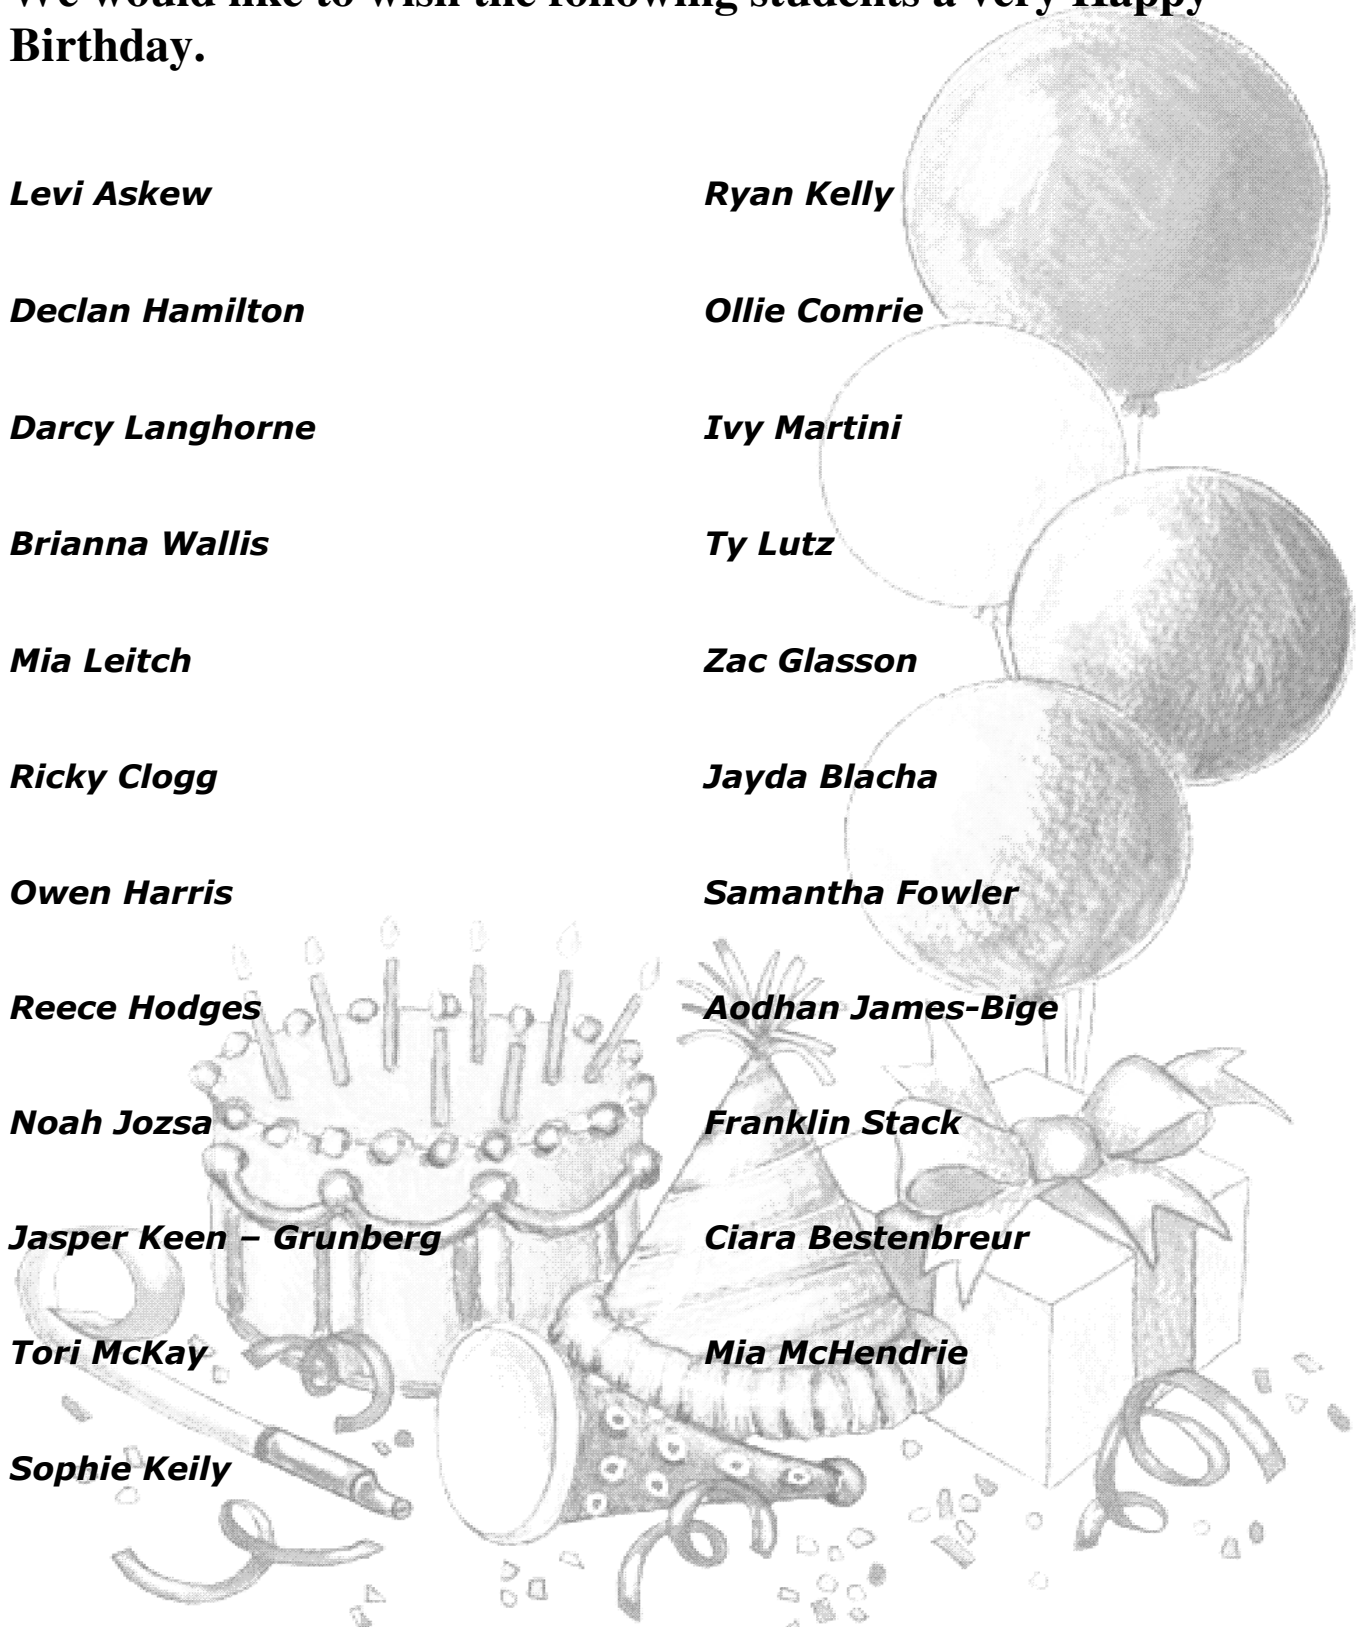 We would like to wish the following students a very Happy
Birthday.
Levi Askew
Ryan Kelly
Declan Hamilton
Ollie Comrie
Darcy Langhorne
Ivy Martini
Brianna Wallis
Ty Lutz
Mia Leitch
Zac Glasson
Ricky Clogg
Jayda Blacha
Owen Harris
Samantha Fowler
Reece Hodges
Aodhan James-Bige
Noah Jozsa
Franklin Stack
Jasper Keen – Grunberg
Ciara Bestenbreur
Tori McKay
Mia McHendrie
Sophie Keily